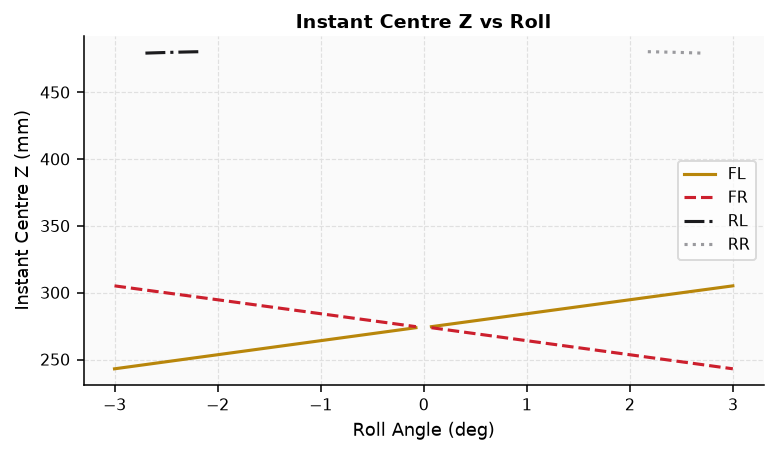 Instant Centre Z vs Roll
Instant Centre Z (mm)
450
400
350
300
250
−3
−2
−1
0
1
2
3
Roll Angle (deg)
FL
FR
RL
RR